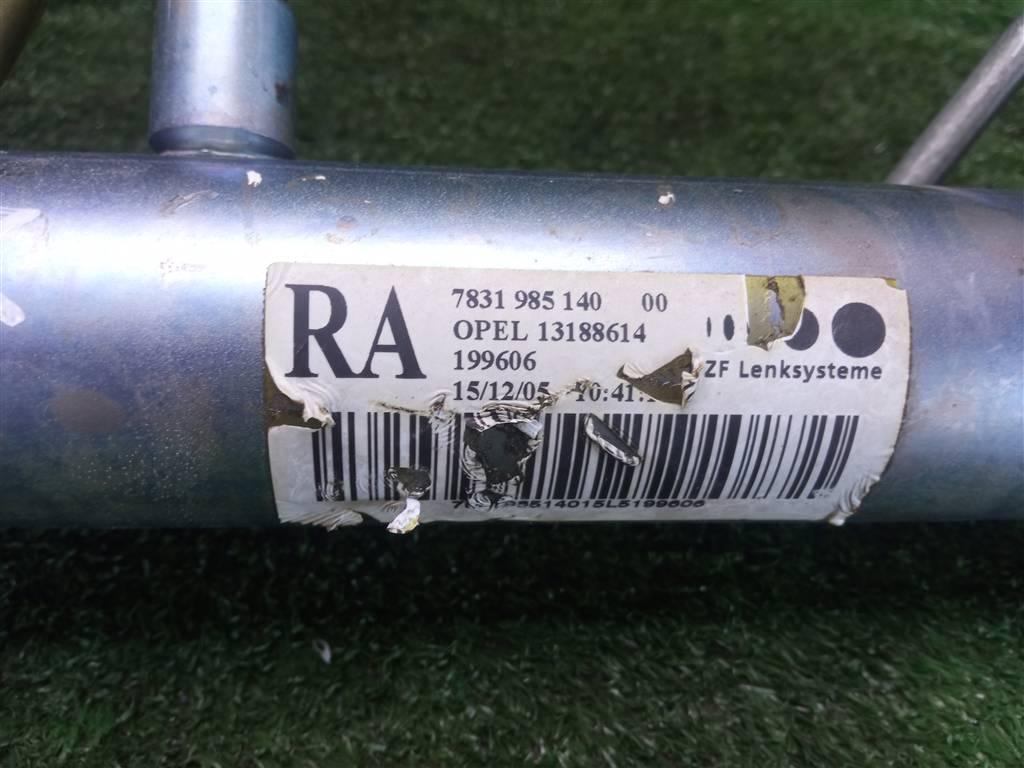 RA
7831 985 140 00
OPEL 13188614
199606
15/12/05
ZF Lenksysteme